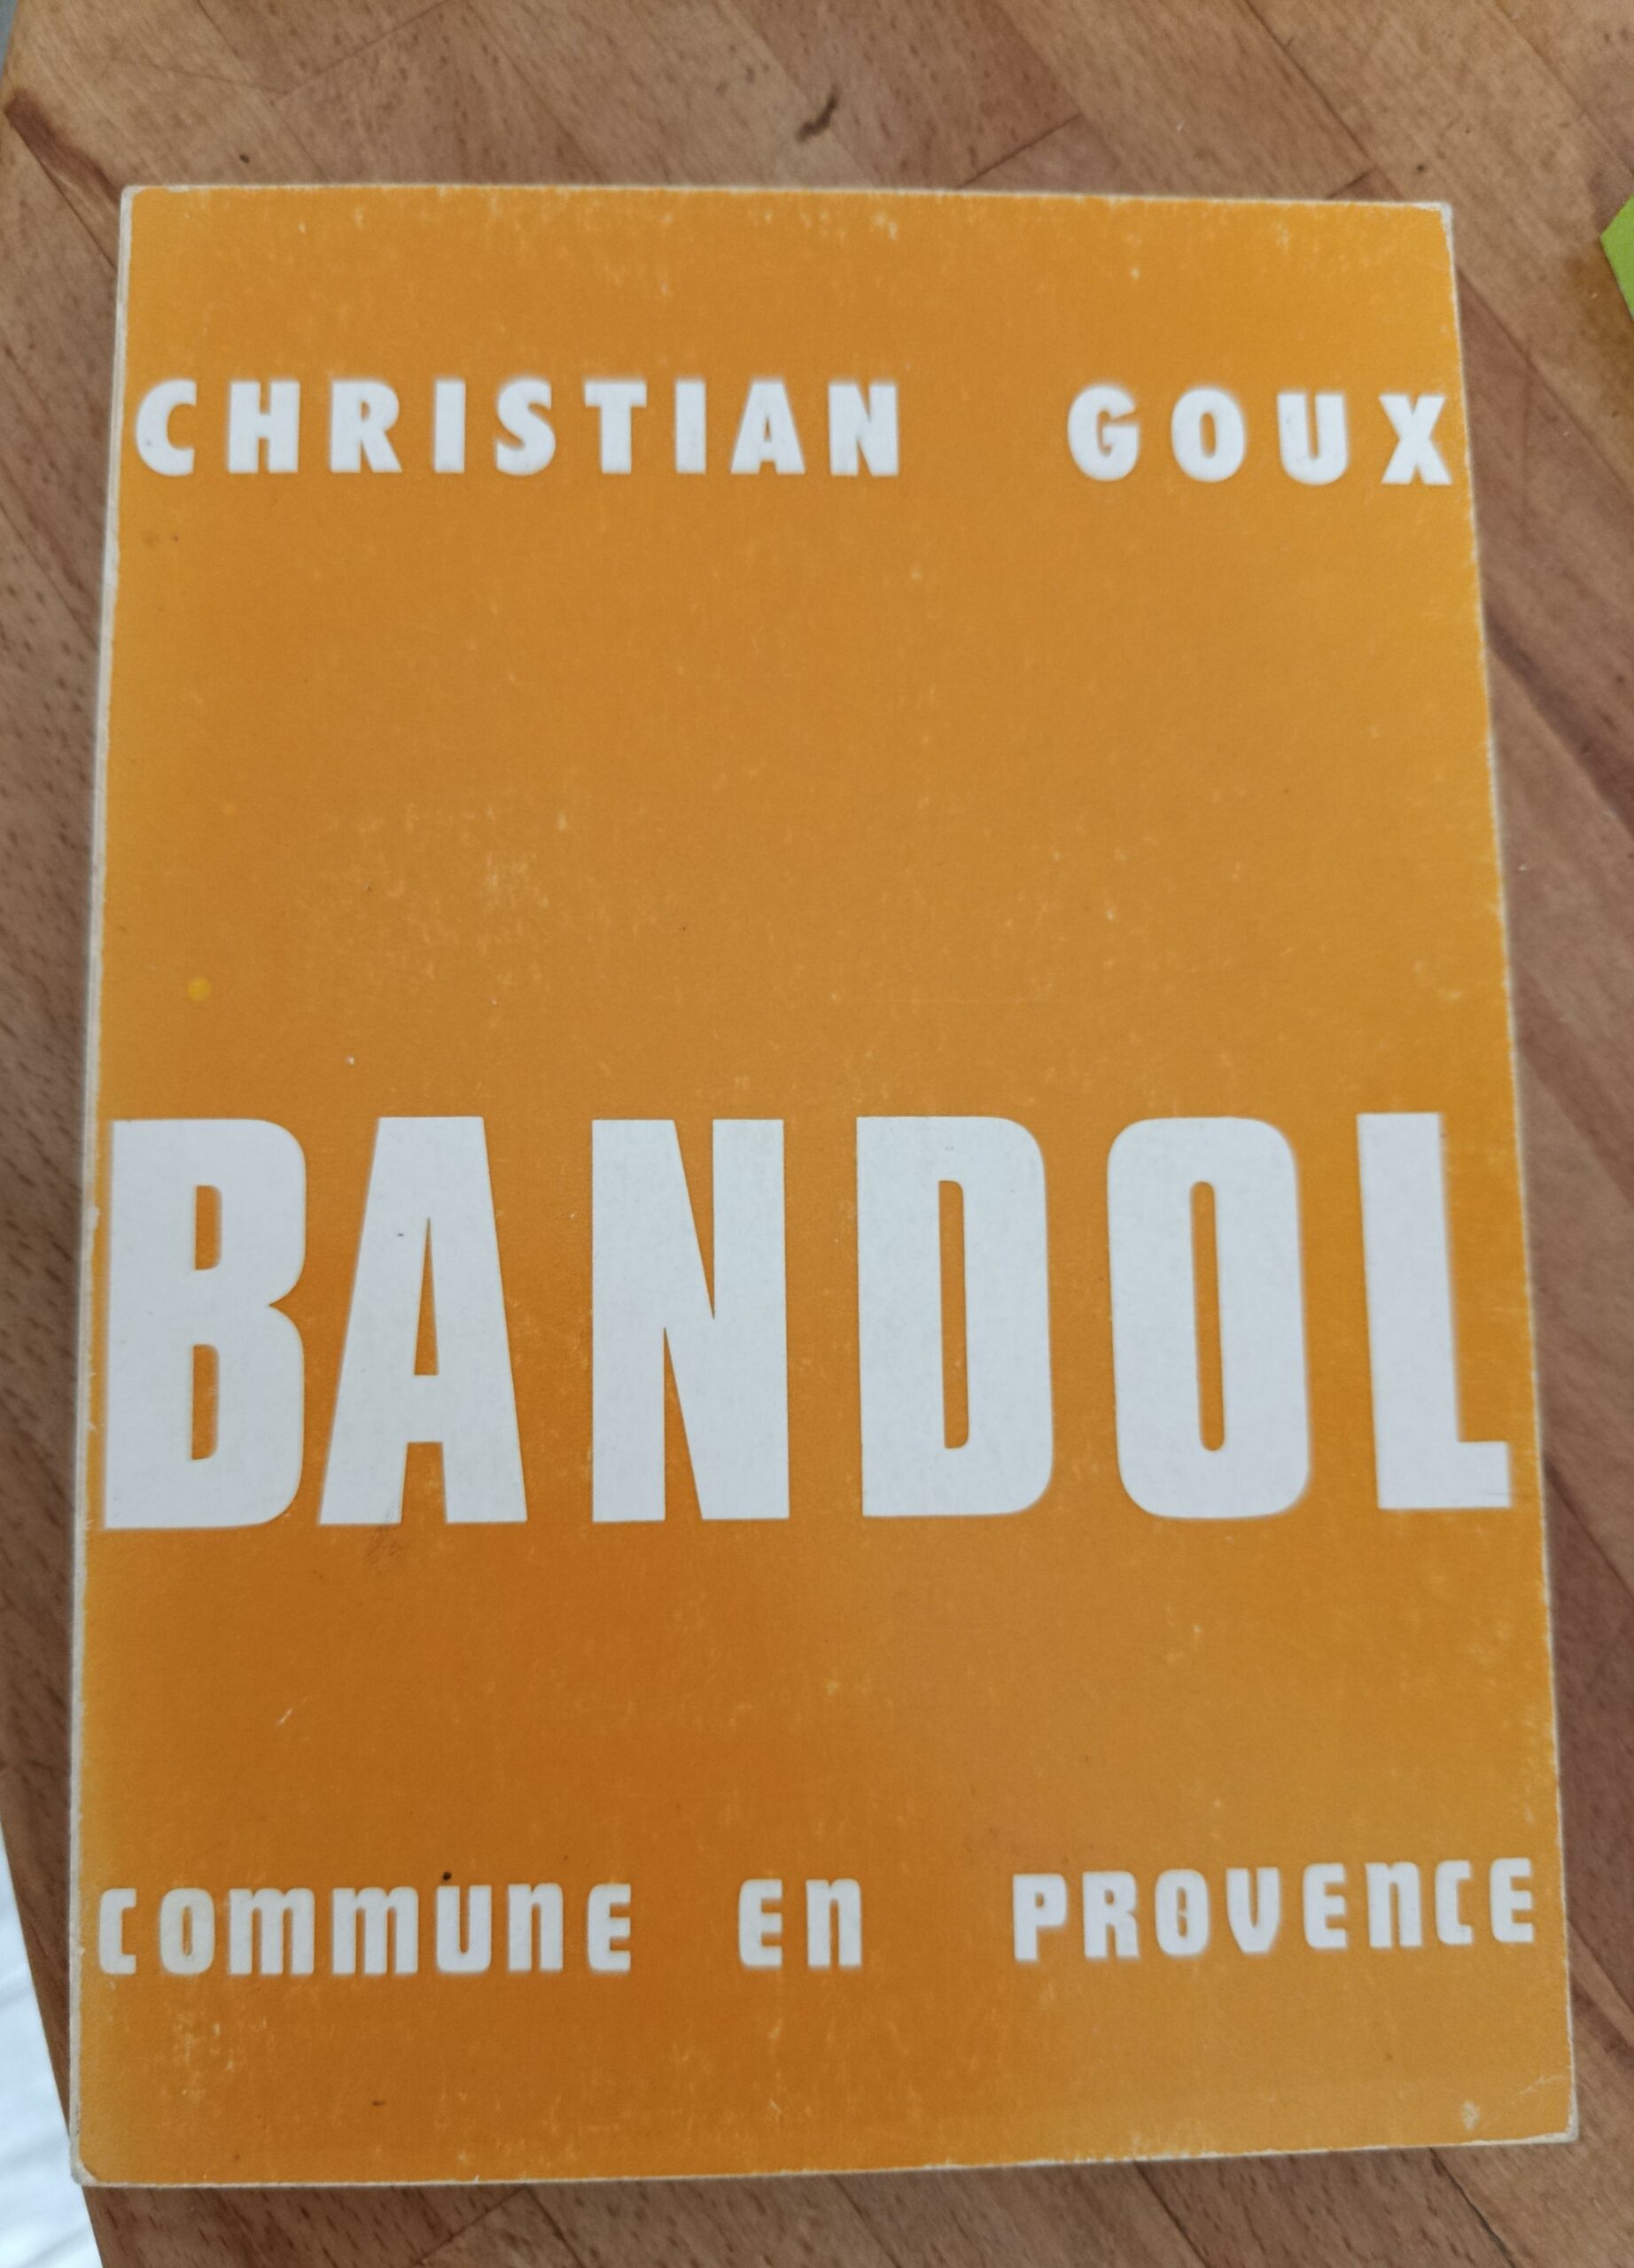 CHRISTIAN GOUX
BANDOL
COMMUNE EN PROVENCE